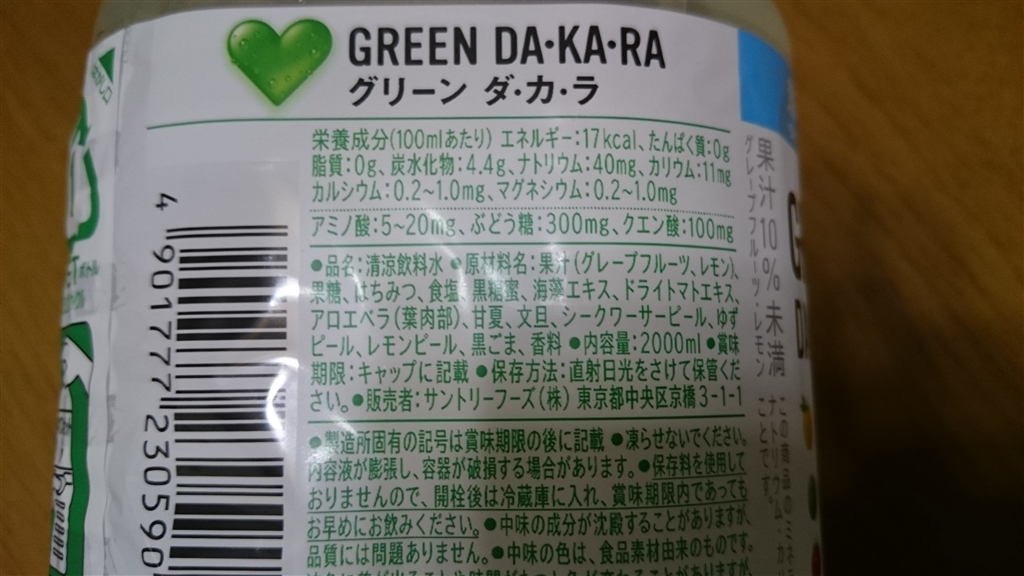 GREEN DA・KA・RA
グリーン ダ・カ・ラ
栄養成分(100mlあたり) エネルギー:17kcal、たんぱく質:0g
脂質:0g、炭水化物:4.4g、ナトリウム:40mg、カリウム:11mg
カルシウム:0.2~1.0mg、マグネシウム:0.2~1.0mg
アミノ酸:5~20mg、ぶどう糖:300mg、クエン酸:100mg
●品名:清涼飲料水 ●原材料名:果汁(グレープフルーツ、レモン)、
果糖、はちみつ、食塩、黒糖蜜、海藻エキス、ドライトマトエキス、
アロエベラ(葉肉部)、甘夏、文旦、シークワーサーピール、ゆず
ピール、レモンピール、黒ごま、香料 ●内容量:2000ml ●賞味
期限:キャップに記載 ●保存方法:直射日光をさけて保管くだ
さい。●販売者:サントリーフーズ(株) 東京都中央区京橋3-1-1
●製造所固有の記号は賞味期限の後に記載 ●凍らせないでください。
内容液が膨張し、容器が破損する場合があります。●保存料を使用して
おりませんので、開栓後は冷蔵庫に入れ、賞味期限内であっても
お早めにお飲みください。●中味の成分が沈殿することがありますが、
品質には問題ありません。●中味の色は、食品素材由来のものです。
4 901777 230590
果汁10%未満
グレープフルーツ・レモン